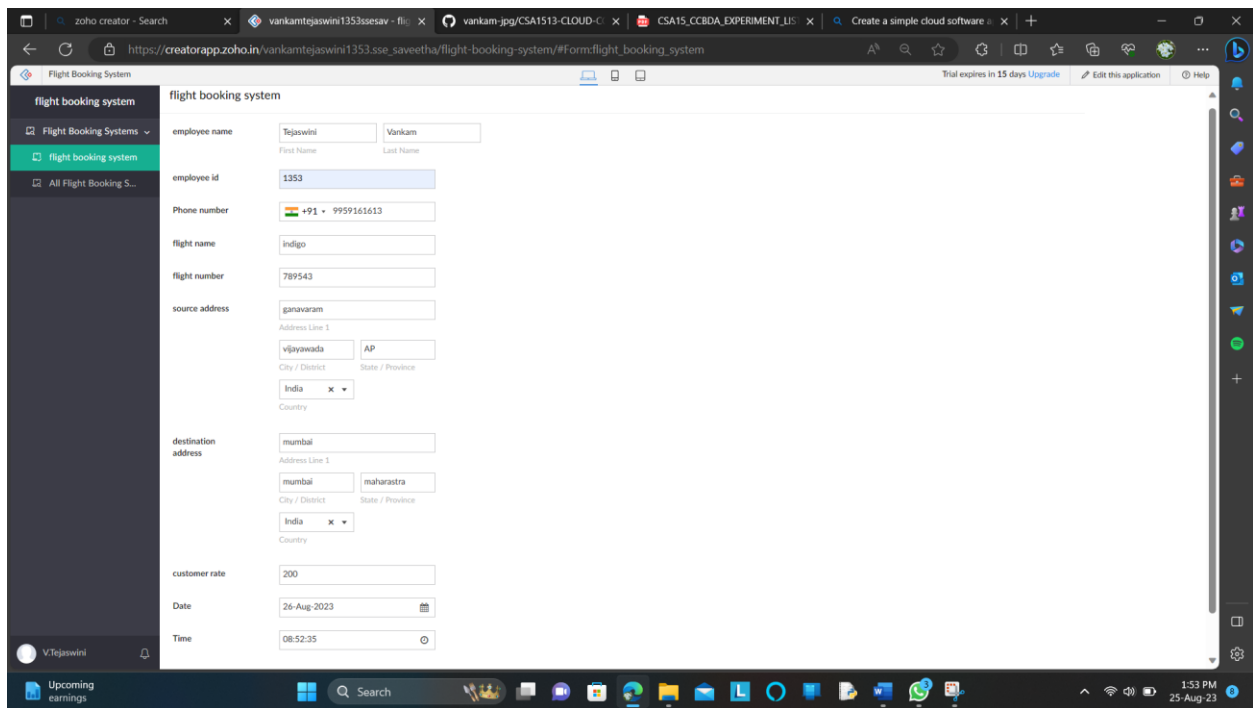 zoho creator - Search
vankamtejaswini1353ssesav - flig
vankam-jpg/CSA1513-CLOUD-C
CSA15_CCBDA_EXPERIMENT_LIS
Create a simple cloud software a
https://creatorapp.zoho.in/vankamtejaswini1353.sse_saveetha/flight-booking-system/#Form:flight_booking_system
Flight Booking System
Trial expires in 15 days Upgrade
Edit this application
Help
flight booking system
Flight Booking Systems
flight booking system
All Flight Booking S...
flight booking system
employee name
Tejaswini Vankam
First Name Last Name
employee id 1353
Phone number +91 9959161613
flight name indigo
flight number 789543
source address ganavaram
Address Line 1
vijayawada AP
City / District State / Province
India
Country
destination address
mumbai
Address Line 1
mumbai maharastra
City / District State / Province
India
Country
customer rate 200
Date 26-Aug-2023
Time 08:52:35
V.Tejaswini
Upcoming
earnings
Search
3
1:53 PM
25-Aug-23
8